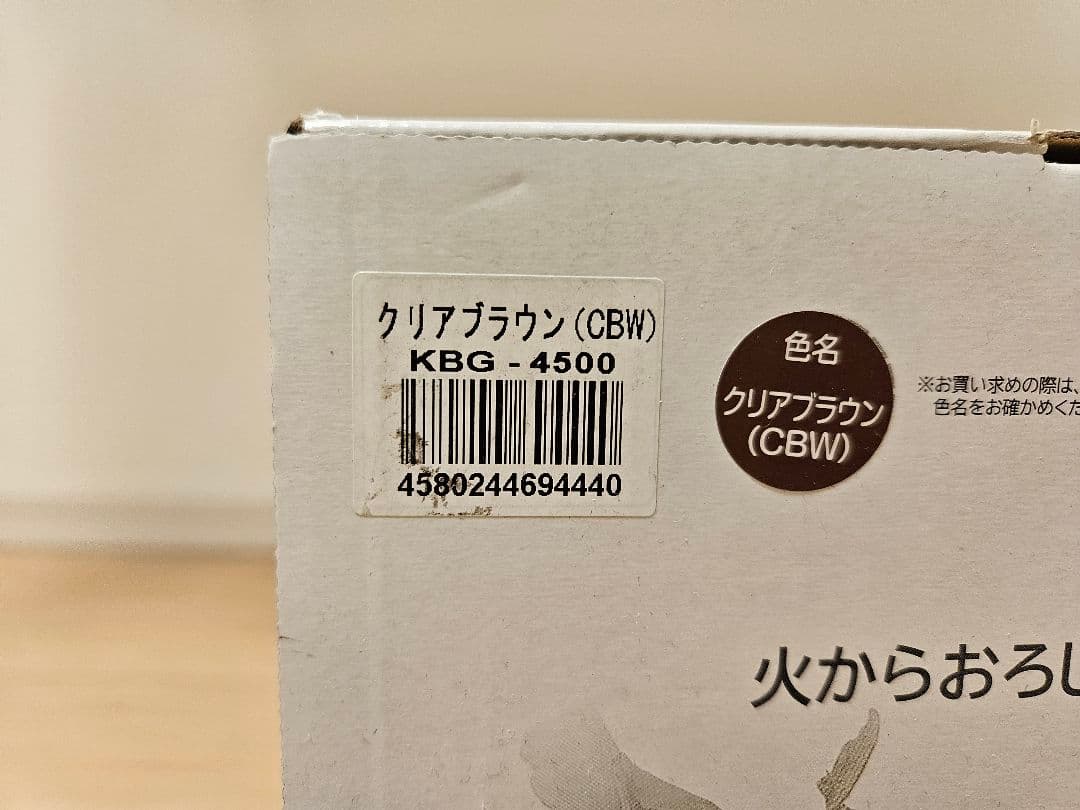 クリアブラウン(CBW)
KBG - 4500
4580244694440
色名
クリアブラウン
(CBW)
※お買い求めの際は、
色名をお確かめくだ
火からおろし